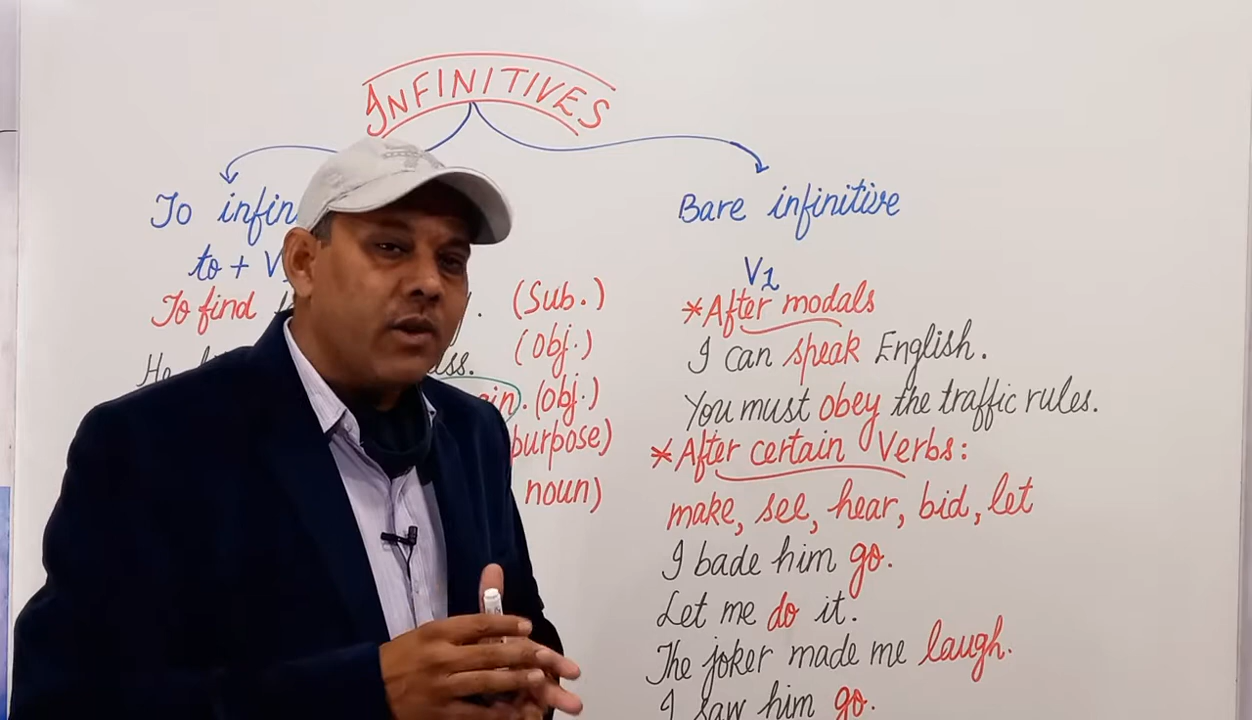 INFINITIVES
To
Bare infinitive
to + V
V1
To find (Sub.)
*After modals
He (obj.)
I can speak English.
(obj.)
You must obey the traffic rules.
purpose)
*After certain Verbs:
noun)
make, see, hear, bid, let
I bade him go.
Let me do it.
The joker made me laugh.
I saw him go.